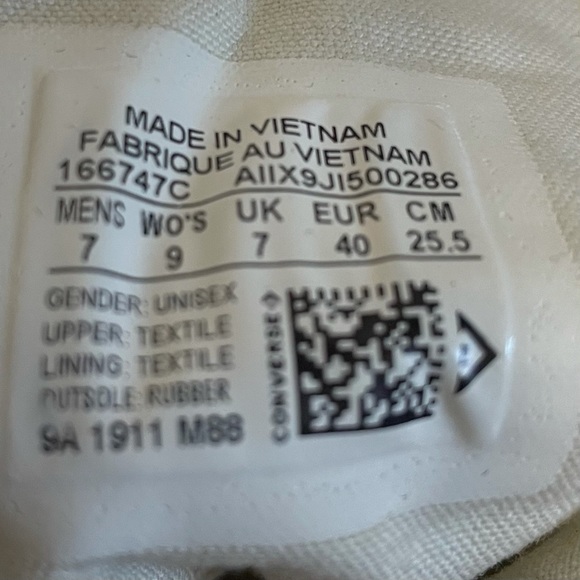 MADE IN VIETNAM
FABRIQUE AU VIETNAM
166747C AIIX9JI500286
MENS WO'S UK EUR CM
7 9 7 40 25.5
GENDER: UNISEX
UPPER: TEXTILE
LINING: TEXTILE
OUTSOLE: RUBBER
9A 1911 M88
CONVERSE